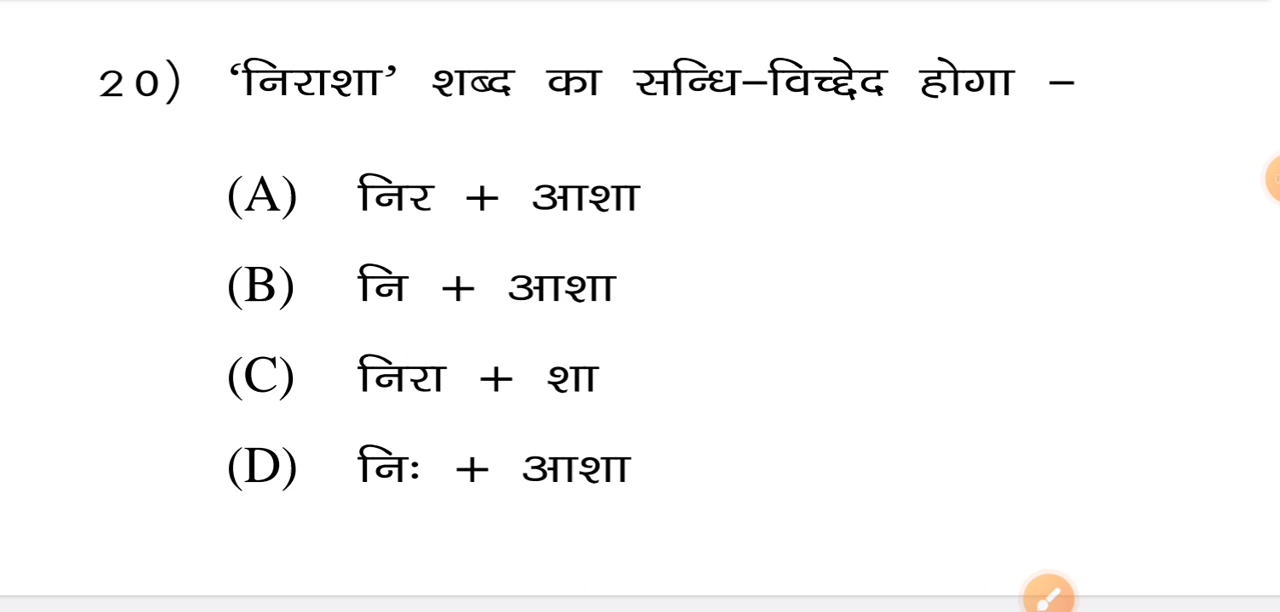 20) ‘निराशा’ शब्द का सन्धि–विच्द्देद होगा –
(A) निर + आशा
(B) नि + आशा
(C) निरा + शा
(D) निः + आशा